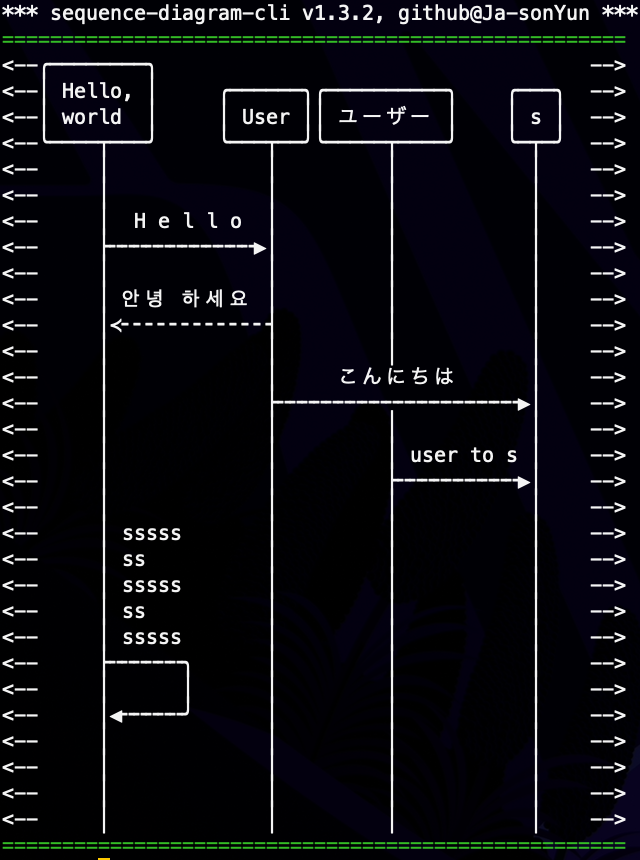 *** sequence-diagram-cli v1.3.2, github@Ja-sonYun ***
Hello,
world
User
ユーザー
s
H e l l o
안녕 하세요
こんにちは
user to s
sssss
ss
sssss
ss
sssss